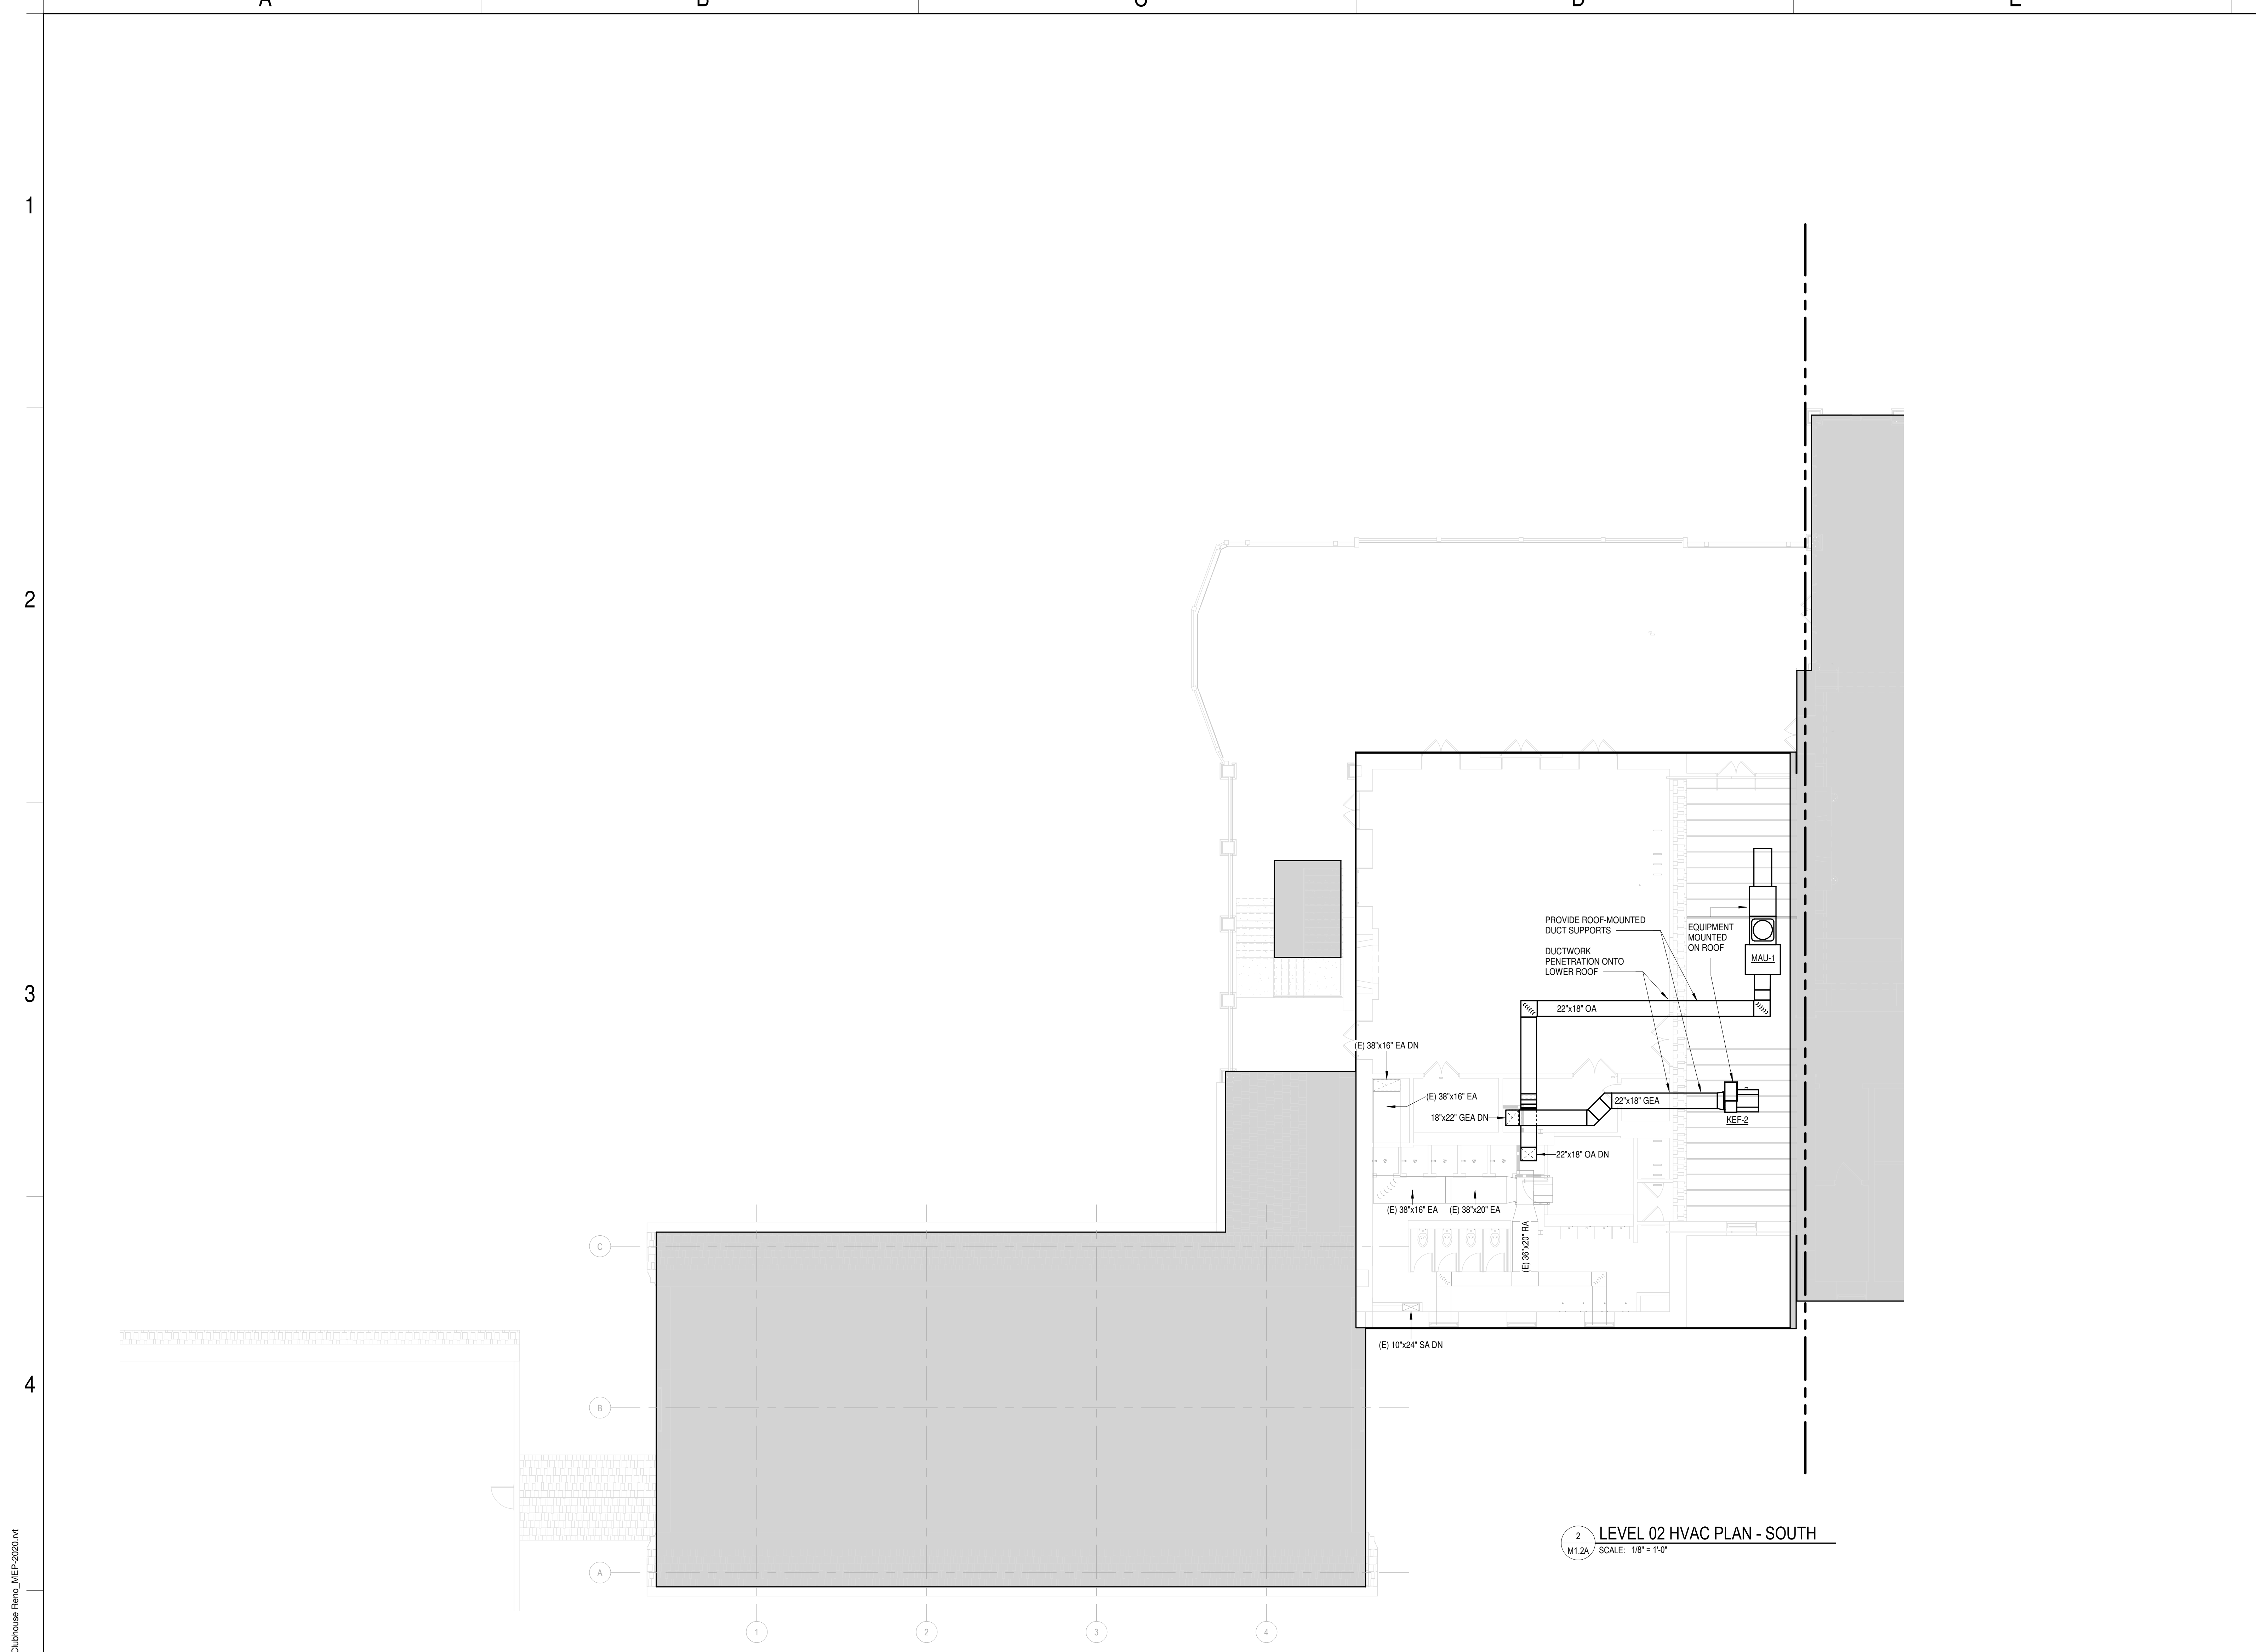 A
B
C
D
E
1
2
3
4
PROVIDE ROOF-MOUNTED
DUCT SUPPORTS
DUCTWORK
PENETRATION ONTO
LOWER ROOF
EQUIPMENT
MOUNTED
ON ROOF
MAU-1
22"x18" OA
(E) 38"x16" EA DN
(E) 38"x16" EA
18"x22" GEA DN
22"x18" GEA
KEF-2
22"x18" OA DN
(E) 38"x16" EA
(E) 38"x20" EA
(E) 36"x20" RA
(E) 10"x24" SA DN
C
B
A
1
2
3
4
2
M1.2A
LEVEL 02 HVAC PLAN - SOUTH
SCALE: 1/8" = 1'-0"
Clubhouse Reno_MEP-2020.rvt